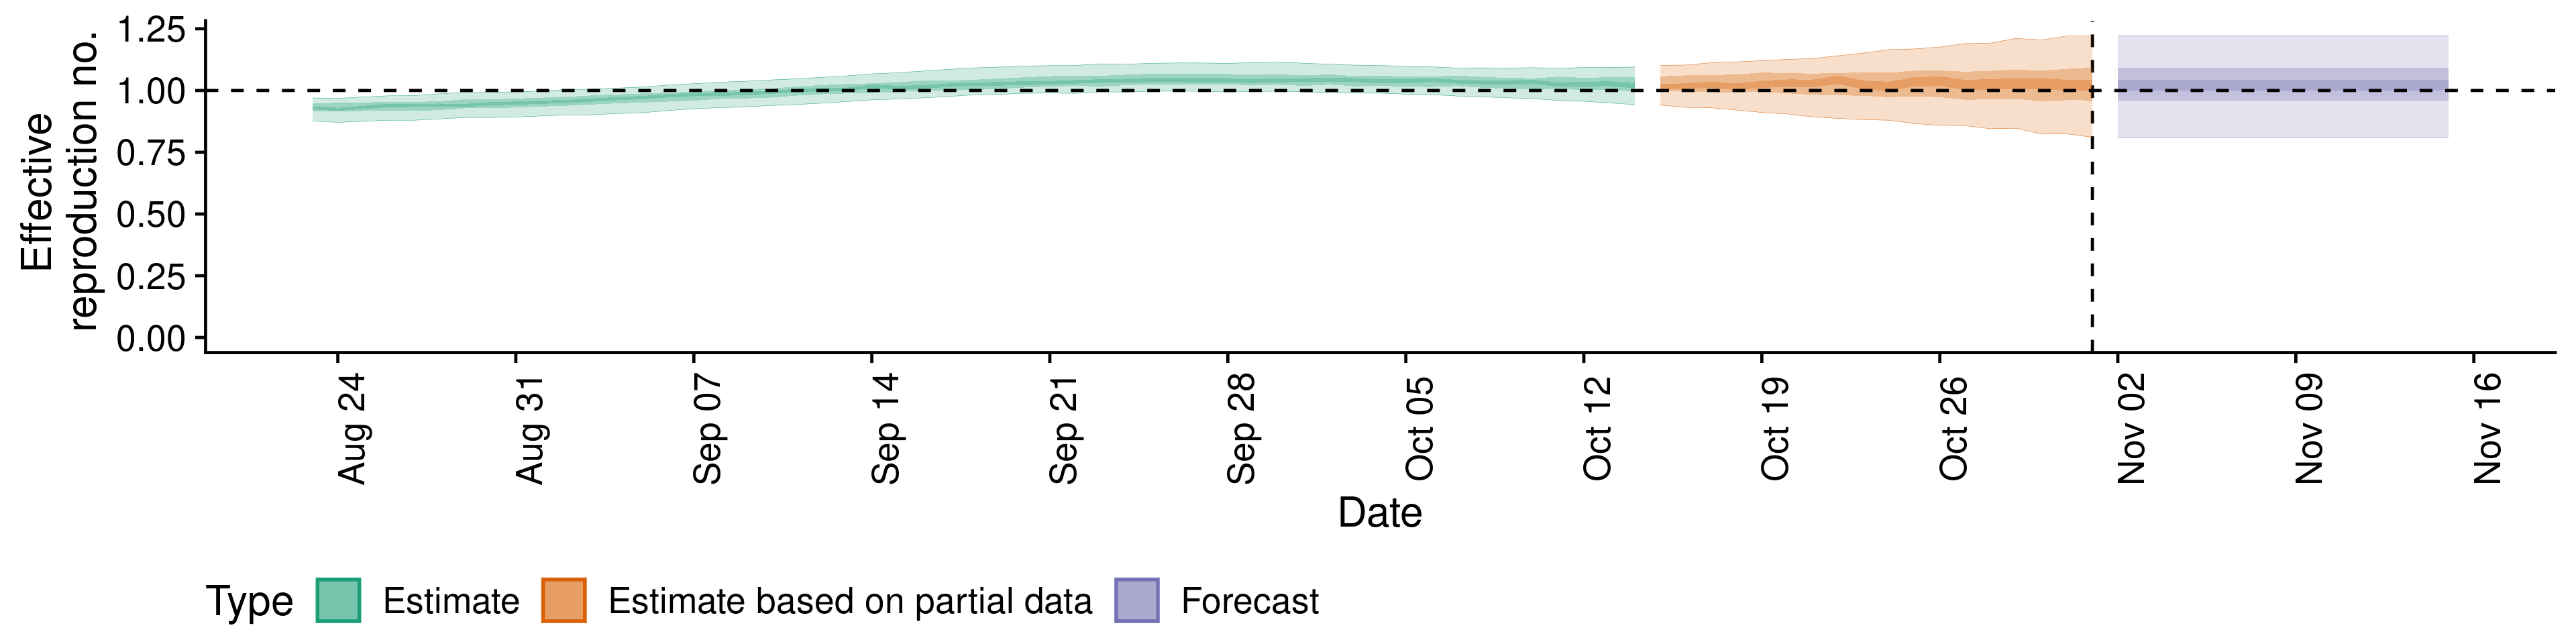 Effective
reproduction no.
1.25
1.00
0.75
0.50
0.25
0.00
Aug 24
Aug 31
Sep 07
Sep 14
Sep 21
Sep 28
Oct 05
Oct 12
Oct 19
Oct 26
Nov 02
Nov 09
Nov 16
Date
Type Estimate Estimate based on partial data Forecast